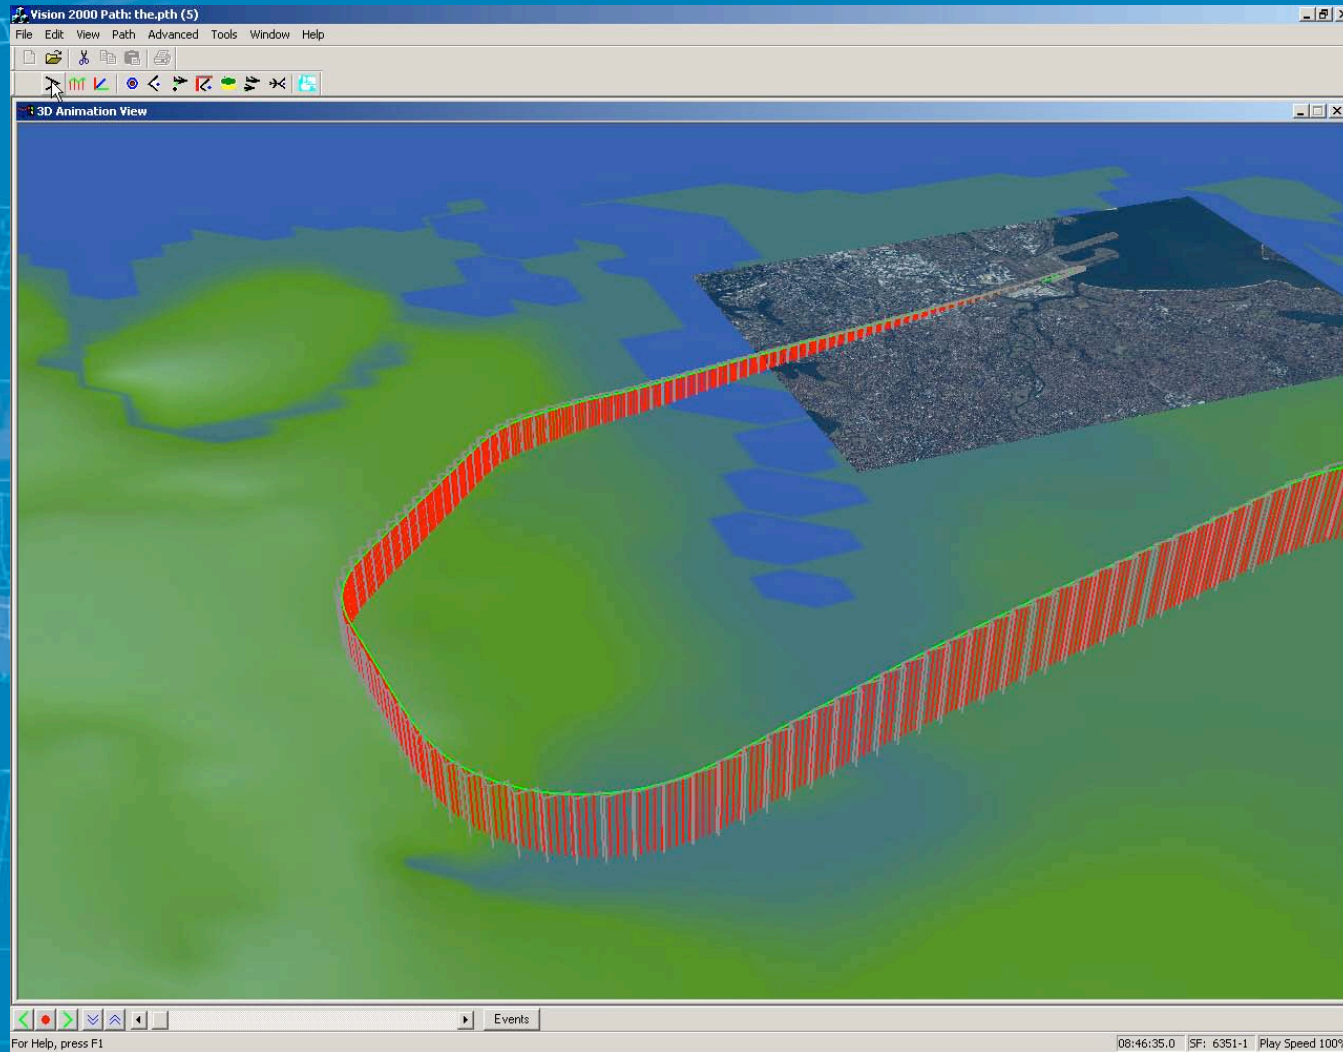 Vision 2000 Path: the.pth (5)
File Edit View Path Advanced Tools Window Help
3D Animation View
Events
For Help, press F1
08:46:35.0 SF: 6351-1 Play Speed 100%